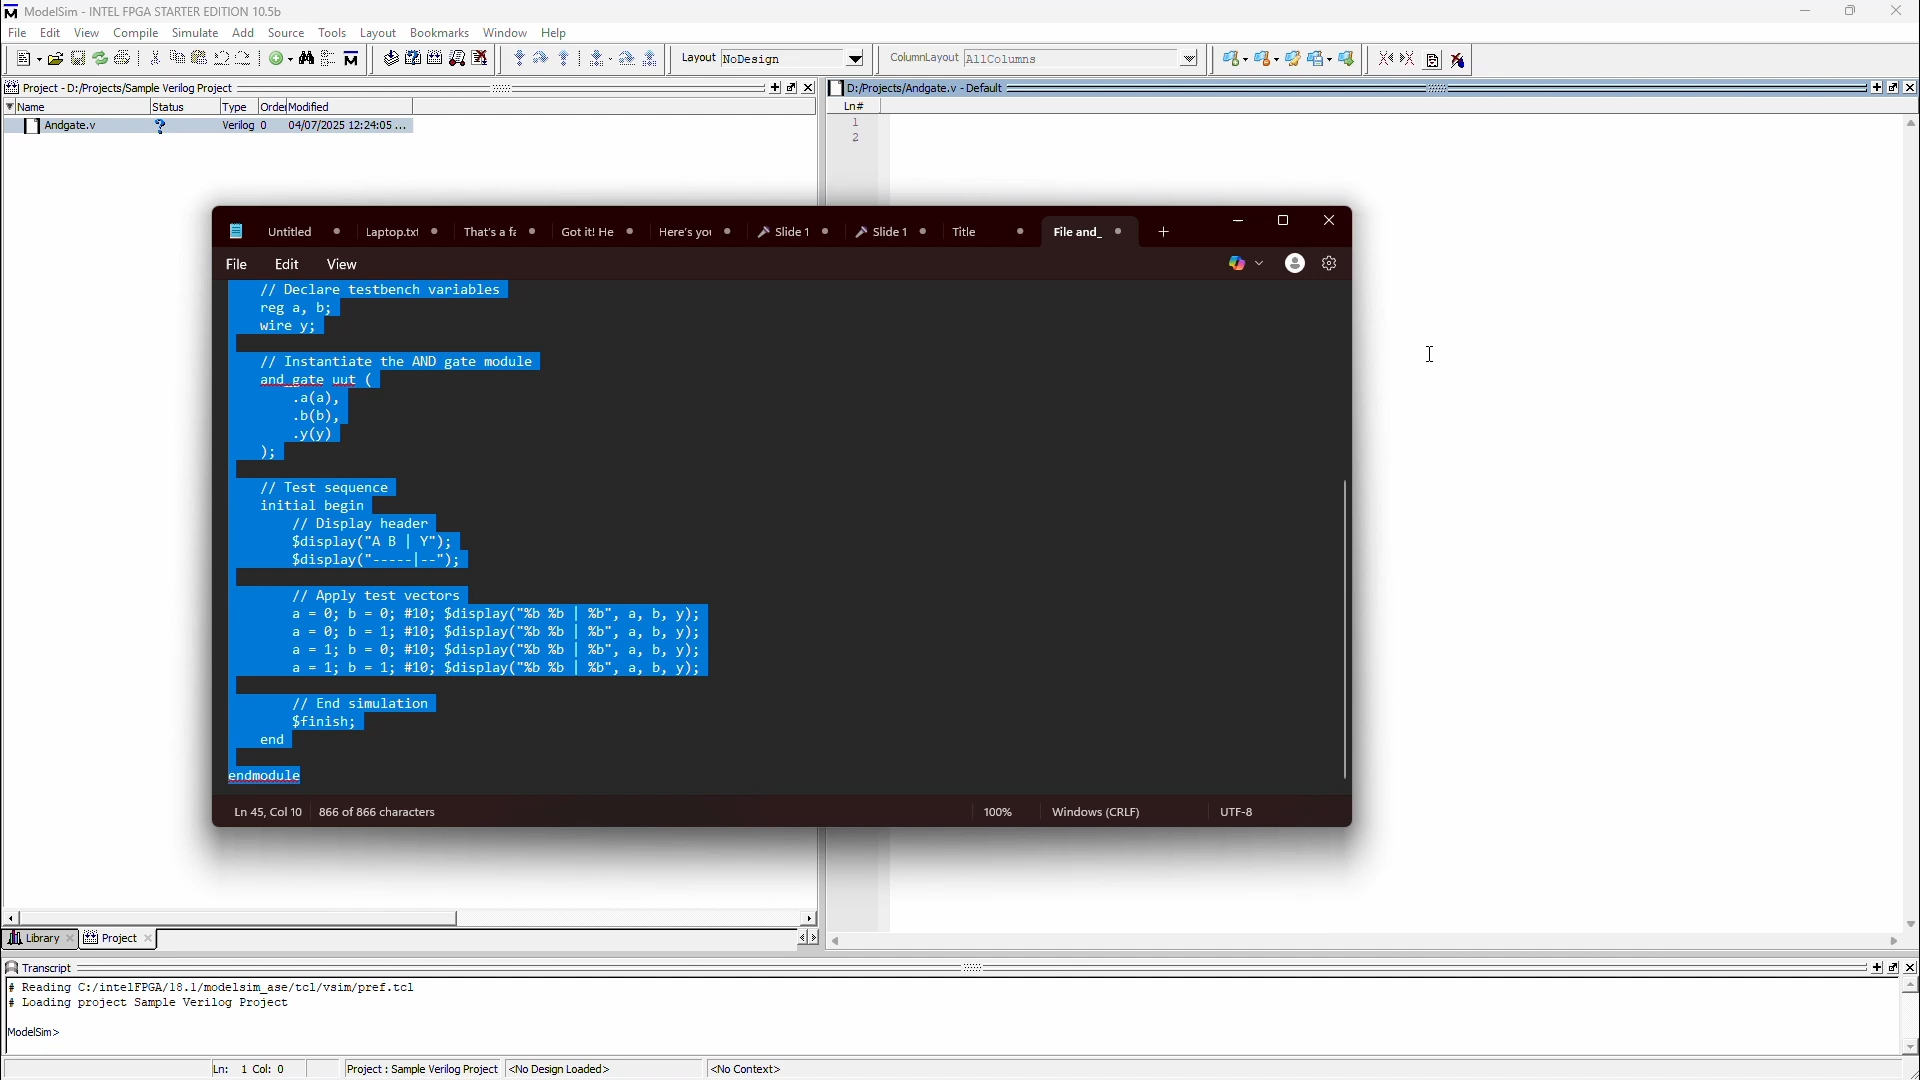 ModelSim - INTEL FPGA STARTER EDITION 10.5b
File Edit View Compile Simulate Add Source Tools Layout Bookmarks Window Help
Layout NoDesign ColumnLayout AllColumns
Project - D:/Projects/Sample Verilog Project
Name Status Type Order Modified
Andgate.v ? Verilog 0 04/07/2025 12:24:05 ...
D:/Projects/Andgate.v - Default
Ln#
1
2
Untitled Laptop.txt That's a fa Got it! He Here's you Slide 1 Slide 1 Title File and_
File Edit View
// Declare testbench variables
reg a, b;
wire y;
// Instantiate the AND gate module
and_gate uut (
.a(a),
.b(b),
.y(y)
);
// Test sequence
initial begin
// Display header
$display("A B | Y");
$display("-----|--");
// Apply test vectors
a = 0; b = 0; #10; $display("%b %b | %b", a, b, y);
a = 0; b = 1; #10; $display("%b %b | %b", a, b, y);
a = 1; b = 0; #10; $display("%b %b | %b", a, b, y);
a = 1; b = 1; #10; $display("%b %b | %b", a, b, y);
// End simulation
$finish;
end
endmodule
Ln 45, Col 10 866 of 866 characters 100% Windows (CRLF) UTF-8
Library Project
Transcript
# Reading C:/intelFPGA/18.1/modelsim_ase/tcl/vsim/pref.tcl
# Loading project Sample Verilog Project
ModelSim>
Ln: 1 Col: 0 Project : Sample Verilog Project <No Design Loaded> <No Context>